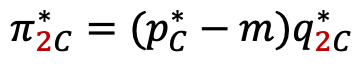 π*₂C = (p*C − m)q*₂C